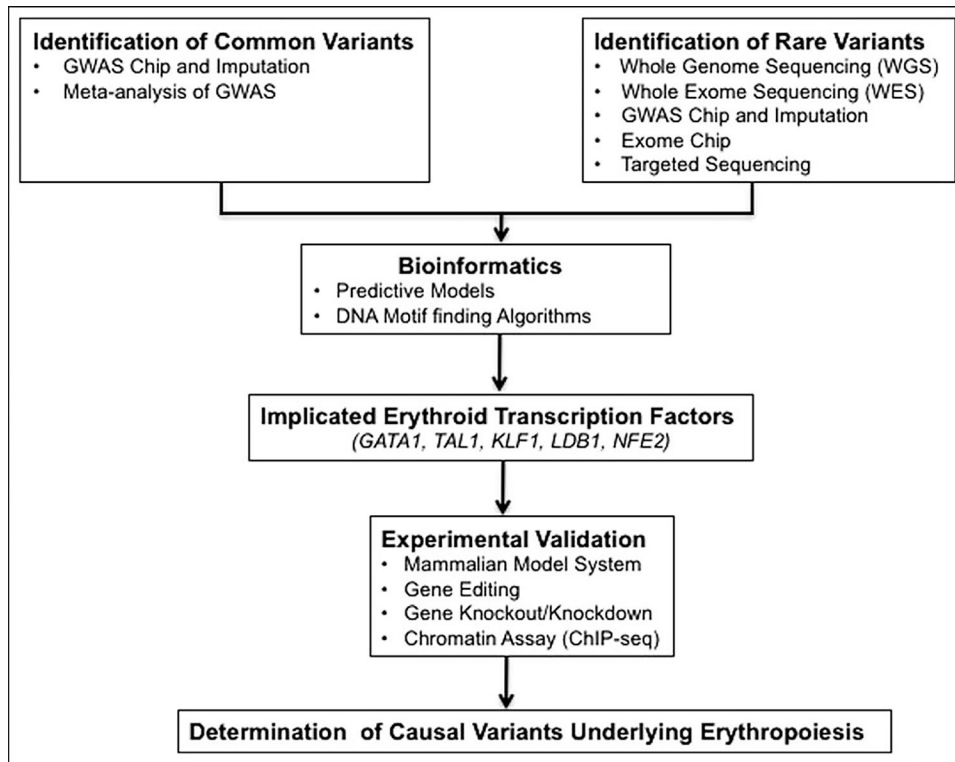 Identification of Common Variants
• GWAS Chip and Imputation
• Meta-analysis of GWAS
Identification of Rare Variants
• Whole Genome Sequencing (WGS)
• Whole Exome Sequencing (WES)
• GWAS Chip and Imputation
• Exome Chip
• Targeted Sequencing
Bioinformatics
• Predictive Models
• DNA Motif finding Algorithms
Implicated Erythroid Transcription Factors
(GATA1, TAL1, KLF1, LDB1, NFE2)
Experimental Validation
• Mammalian Model System
• Gene Editing
• Gene Knockout/Knockdown
• Chromatin Assay (ChIP-seq)
Determination of Causal Variants Underlying Erythropoiesis